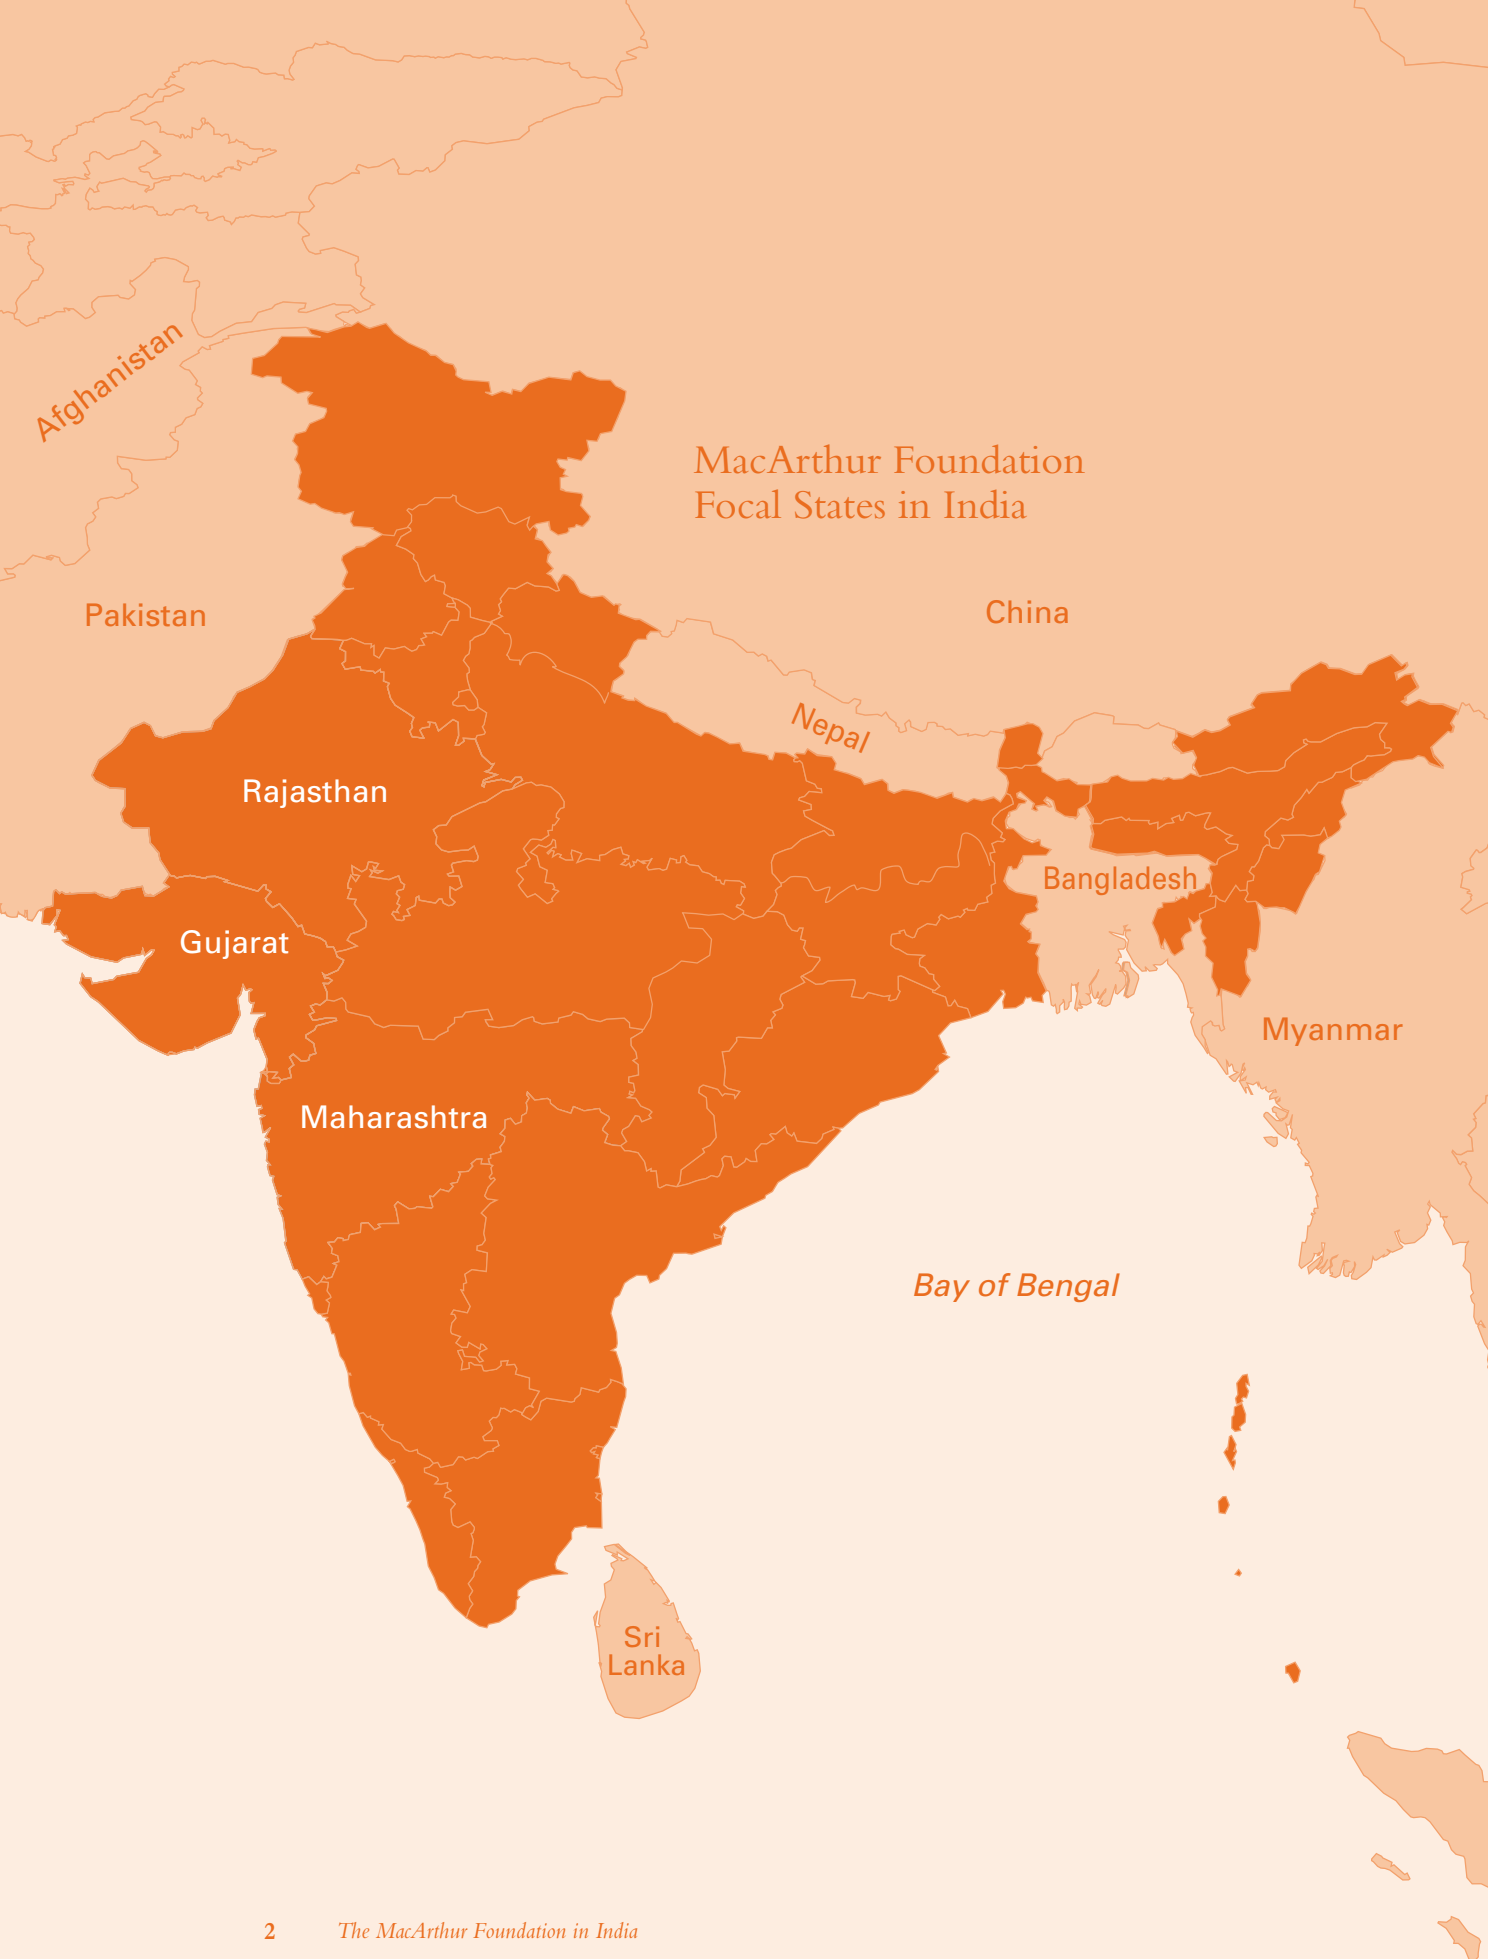 Afghanistan
MacArthur Foundation
Focal States in India
Pakistan
China
Nepal
Rajasthan
Bangladesh
Gujarat
Myanmar
Maharashtra
Bay of Bengal
Sri
Lanka
2 The MacArthur Foundation in India